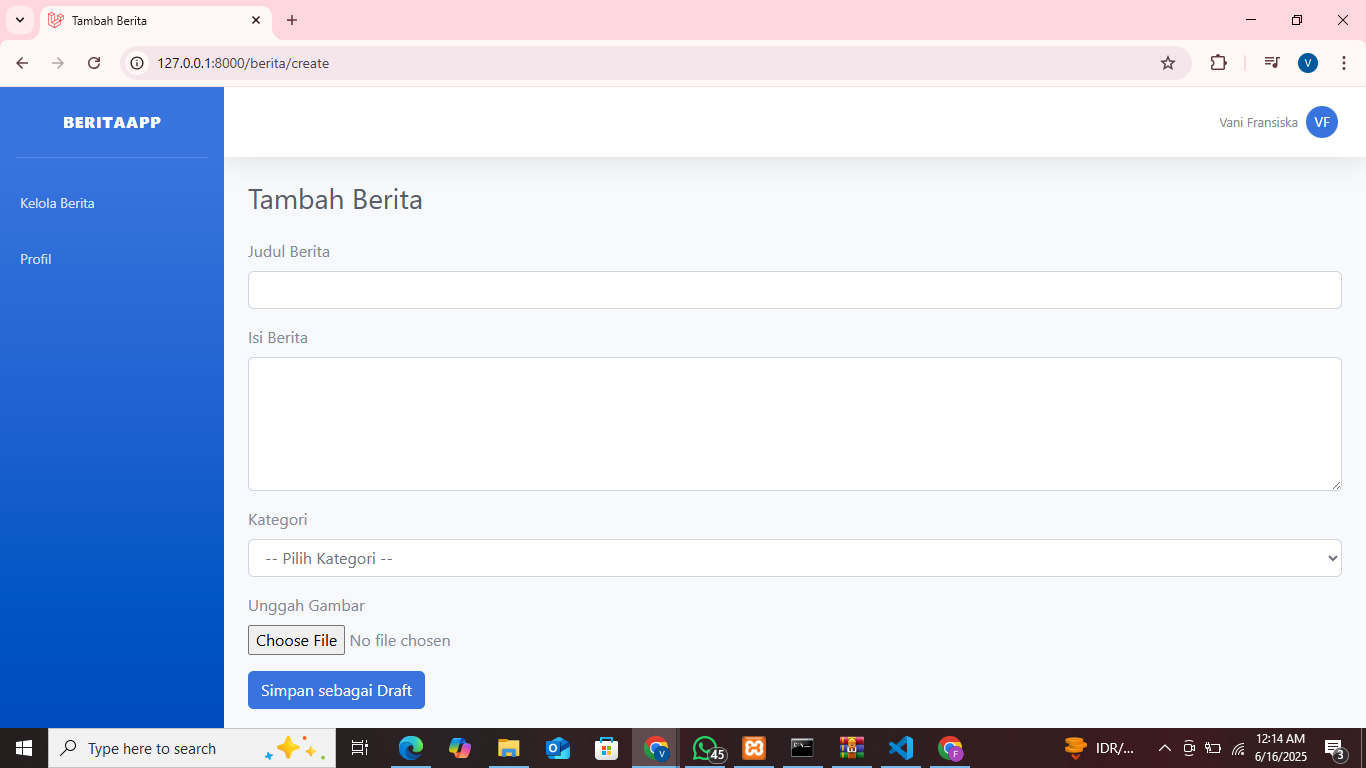 Tambah Berita
127.0.0.1:8000/berita/create
V
BERITAAPP
Vani Fransiska VF
Kelola Berita
Profil
Tambah Berita
Judul Berita
Isi Berita
Kategori
-- Pilih Kategori --
Unggah Gambar
Choose File No file chosen
Simpan sebagai Draft
Type here to search
V
45
F
IDR/...
12:14 AM
6/16/2025
3